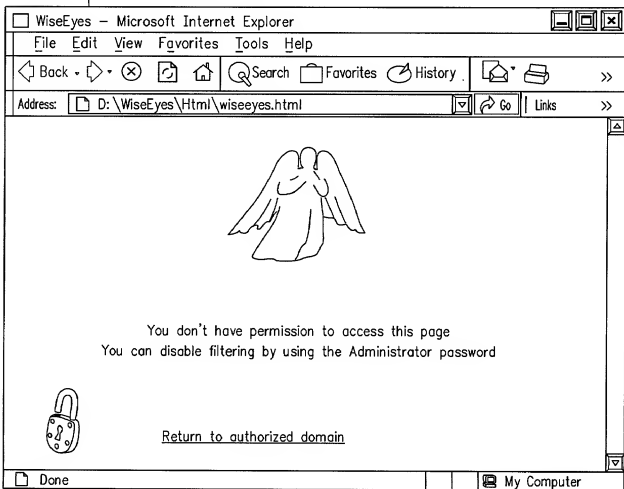 WiseEyes – Microsoft Internet Explorer
File Edit View Favorites Tools Help
Back Search Favorites History »
Address: D:\WiseEyes\Html\wiseeyes.html Go Links »
You don't have permission to access this page
You can disable filtering by using the Administrator password
Return to authorized domain
Done My Computer